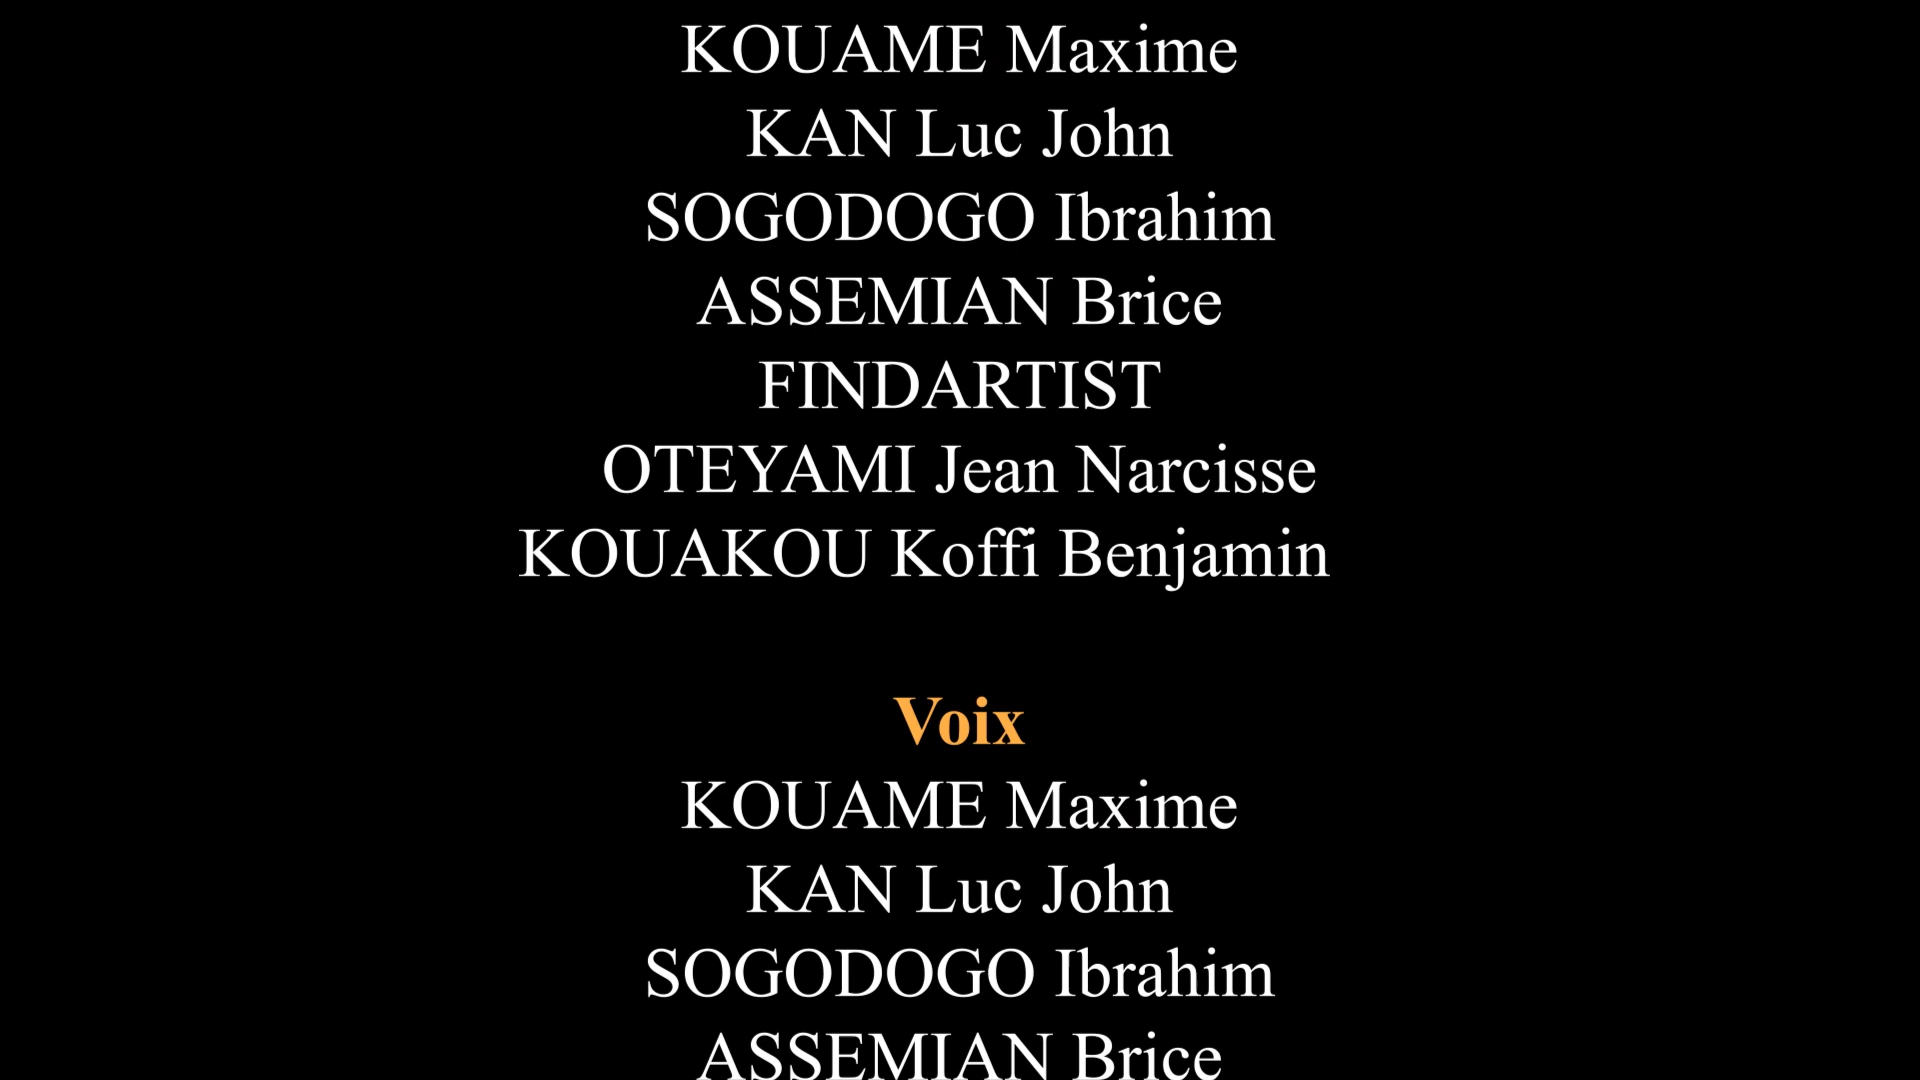 KOUAME Maxime
KAN Luc John
SOGODOGO Ibrahim
ASSEMIAN Brice
FINDARTIST
OTEYAMI Jean Narcisse
KOUAKOU Koffi Benjamin
Voix
KOUAME Maxime
KAN Luc John
SOGODOGO Ibrahim
ASSEMIAN Brice